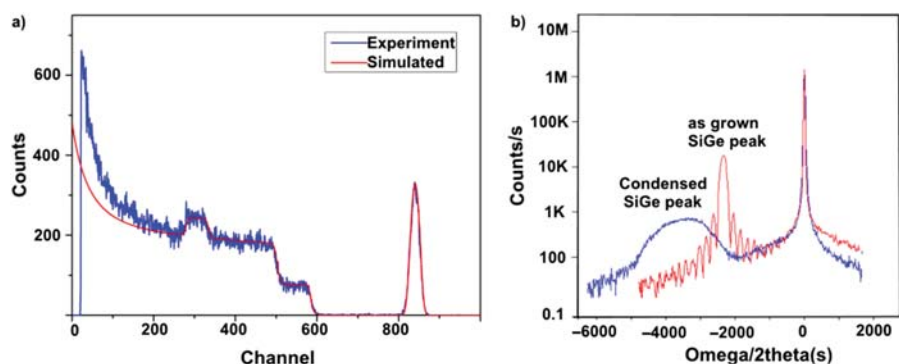 a)
Experiment
Simulated
Counts
600
400
200
0
0
200
400
600
800
Channel
b)
Counts/s
10M
1M
100K
10K
1K
100
0.1
as grown
SiGe peak
Condensed
SiGe peak
−6000
−4000
−2000
0
2000
Omega/2theta(s)